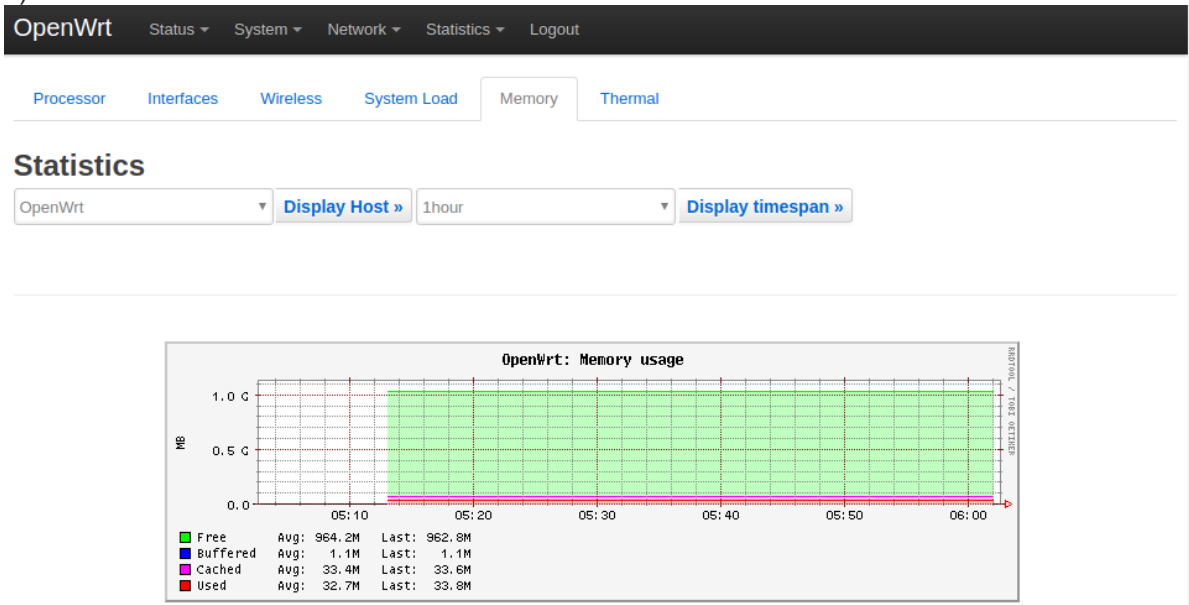 OpenWrt Status System Network Statistics Logout
Processor Interfaces Wireless System Load Memory Thermal
Statistics
OpenWrt Display Host » 1hour Display timespan »
OpenWrt: Memory usage
RRDTOOL / TOBI OETIKER
MB
1.0 G
0.5 G
0.0
05:10 05:20 05:30 05:40 05:50 06:00
Free Avg: 964.2M Last: 962.8M
Buffered Avg: 1.1M Last: 1.1M
Cached Avg: 33.4M Last: 33.6M
Used Avg: 32.7M Last: 33.8M